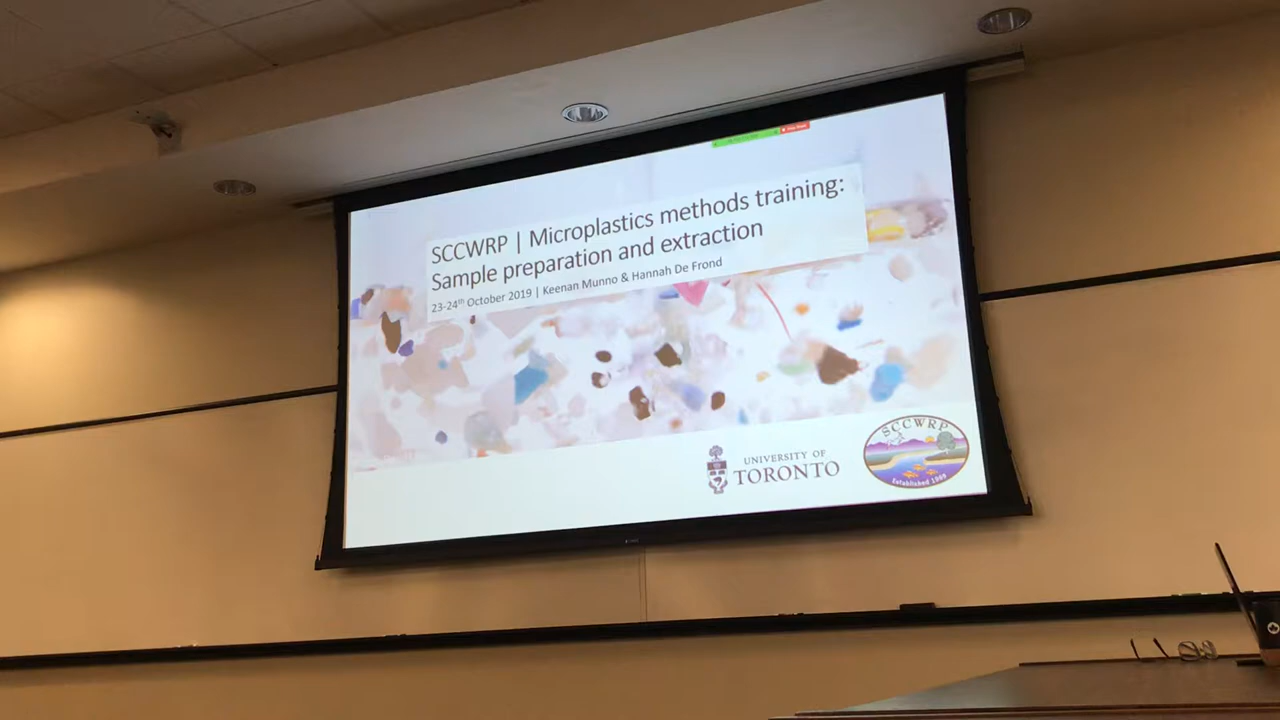 SCCWRP | Microplastics methods training:
Sample preparation and extraction
23-24th October 2019 | Keenan Munno & Hannah De Frond
UNIVERSITY OF
TORONTO
SCCWRP
Established 1969